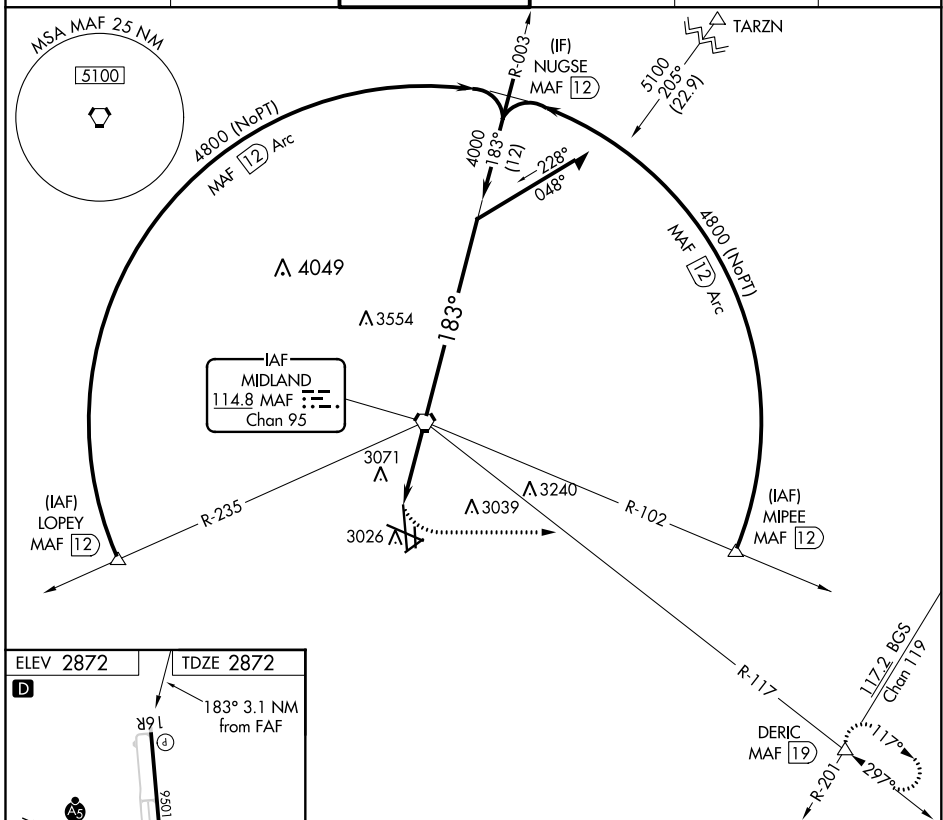 MSA MAF 25 NM
5100
R-003
(IF)
NUGSE
MAF 12
TARZN
5100
205°
(22.9)
4800 (NoPT)
MAF 12 Arc
4000
183°
(12)
228°
048°
4800 (NoPT)
MAF 12 Arc
4049
3554
183°
IAF
MIDLAND
114.8 MAF
Chan 95
3071
3240
3039
3026
R-235
R-102
(IAF)
LOPEY
MAF 12
(IAF)
MIPEE
MAF 12
R-117
117.2 BGS
Chan 119
DERIC
MAF 19
117°
297°
R-201
ELEV 2872
TDZE 2872
D
183° 3.1 NM
from FAF
16R
P
9501
A5